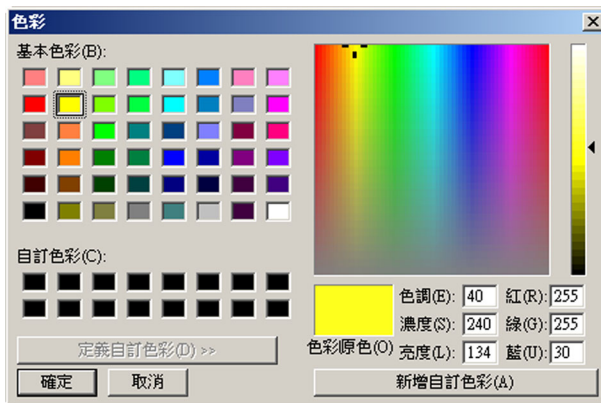 色彩
基本色彩(B):
自訂色彩(C):
定義自訂色彩(D) >>
確定 取消
色彩|原色(O)
色調(E): 40 紅(R): 255
濃度(S): 240 綠(G): 255
亮度(L): 134 藍(U): 30
新增自訂色彩(A)